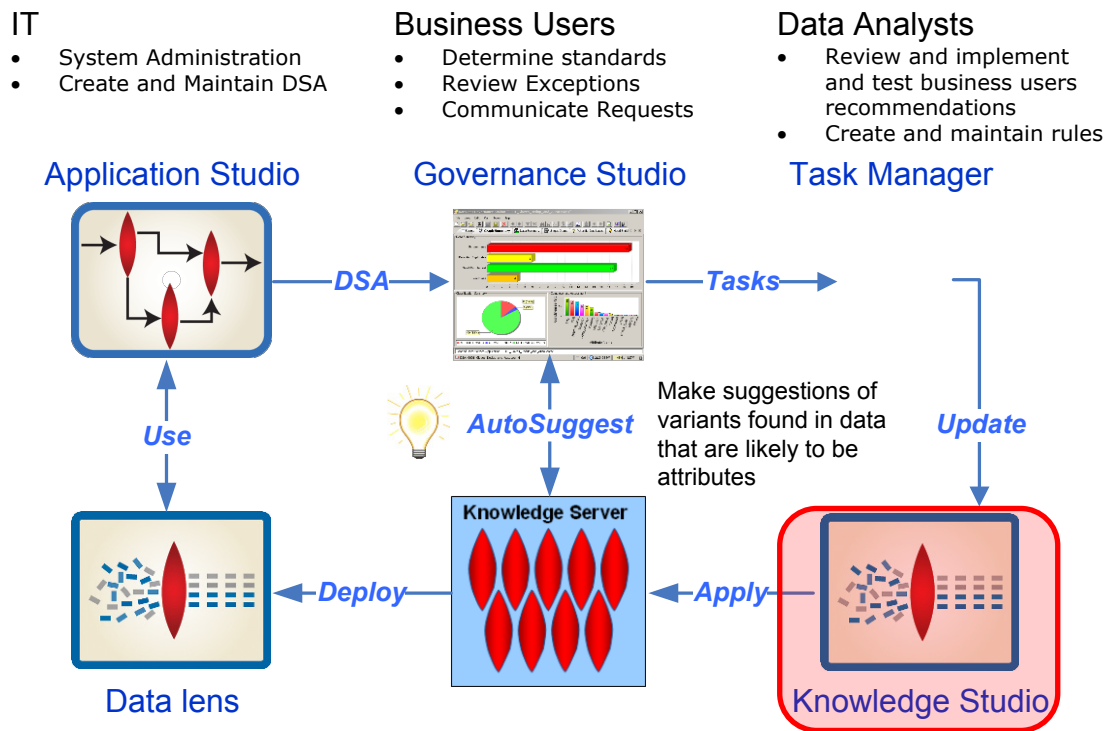 IT
• System Administration
• Create and Maintain DSA
Business Users
• Determine standards
• Review Exceptions
• Communicate Requests
Data Analysts
• Review and implement
and test business users
recommendations
• Create and maintain rules
Application Studio
Governance Studio
Task Manager
DSA
Tasks
Use
AutoSuggest
Make suggestions of
variants found in data
that are likely to be
attributes
Update
Knowledge Server
Deploy
Apply
Data lens
Knowledge Studio